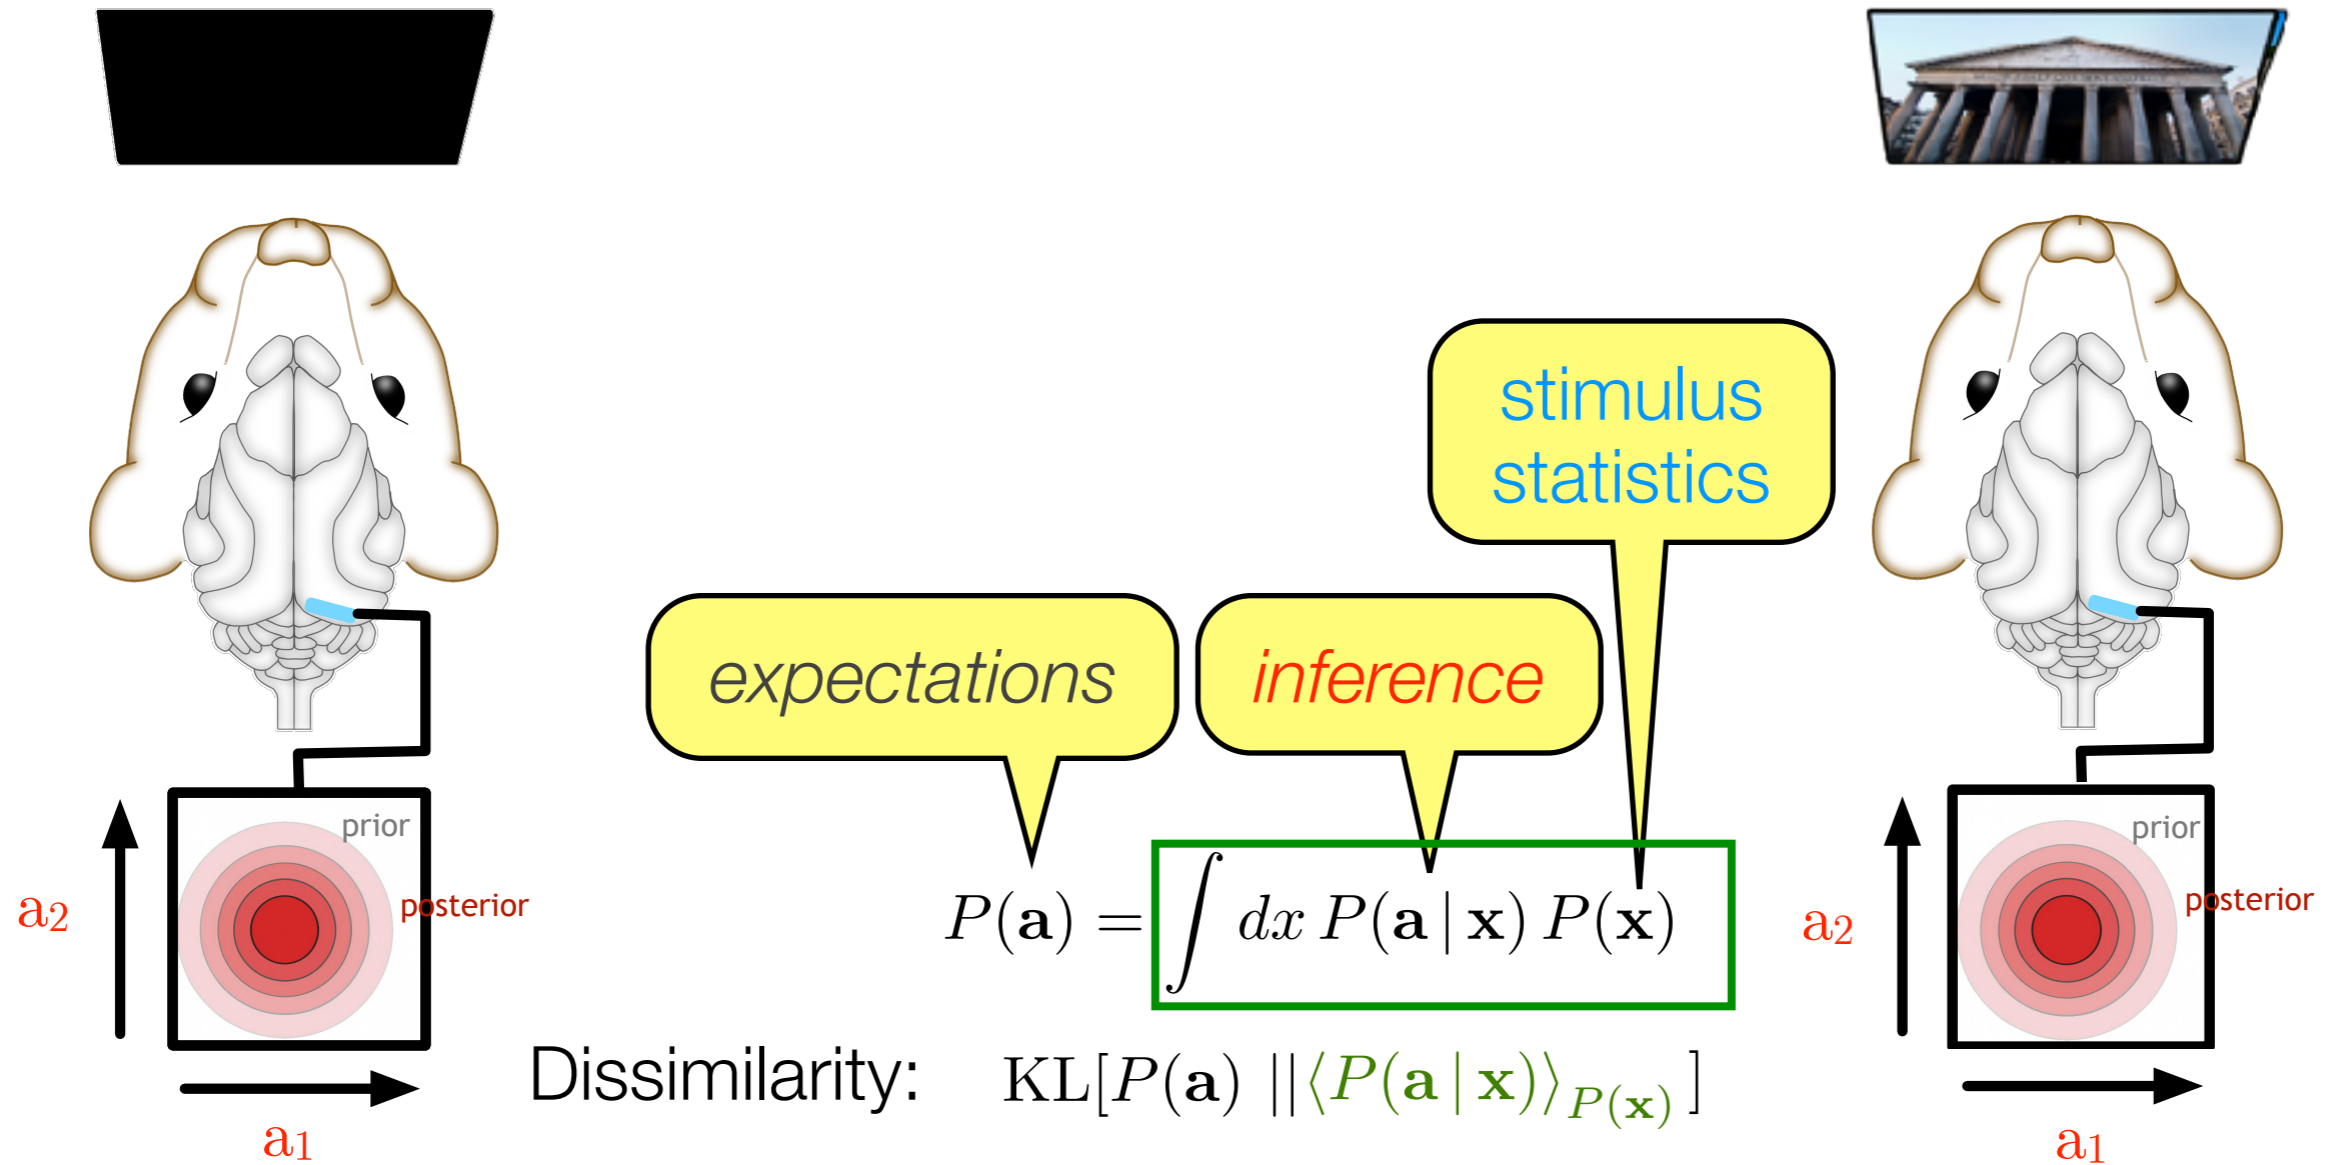 stimulus
statistics
expectations
inference
prior
posterior
a₂
a₁
P(a) = ∫ dx P(a | x) P(x)
Dissimilarity: KL[P(a) ||⟨P(a | x)⟩P(x) ]
prior
posterior
a₂
a₁